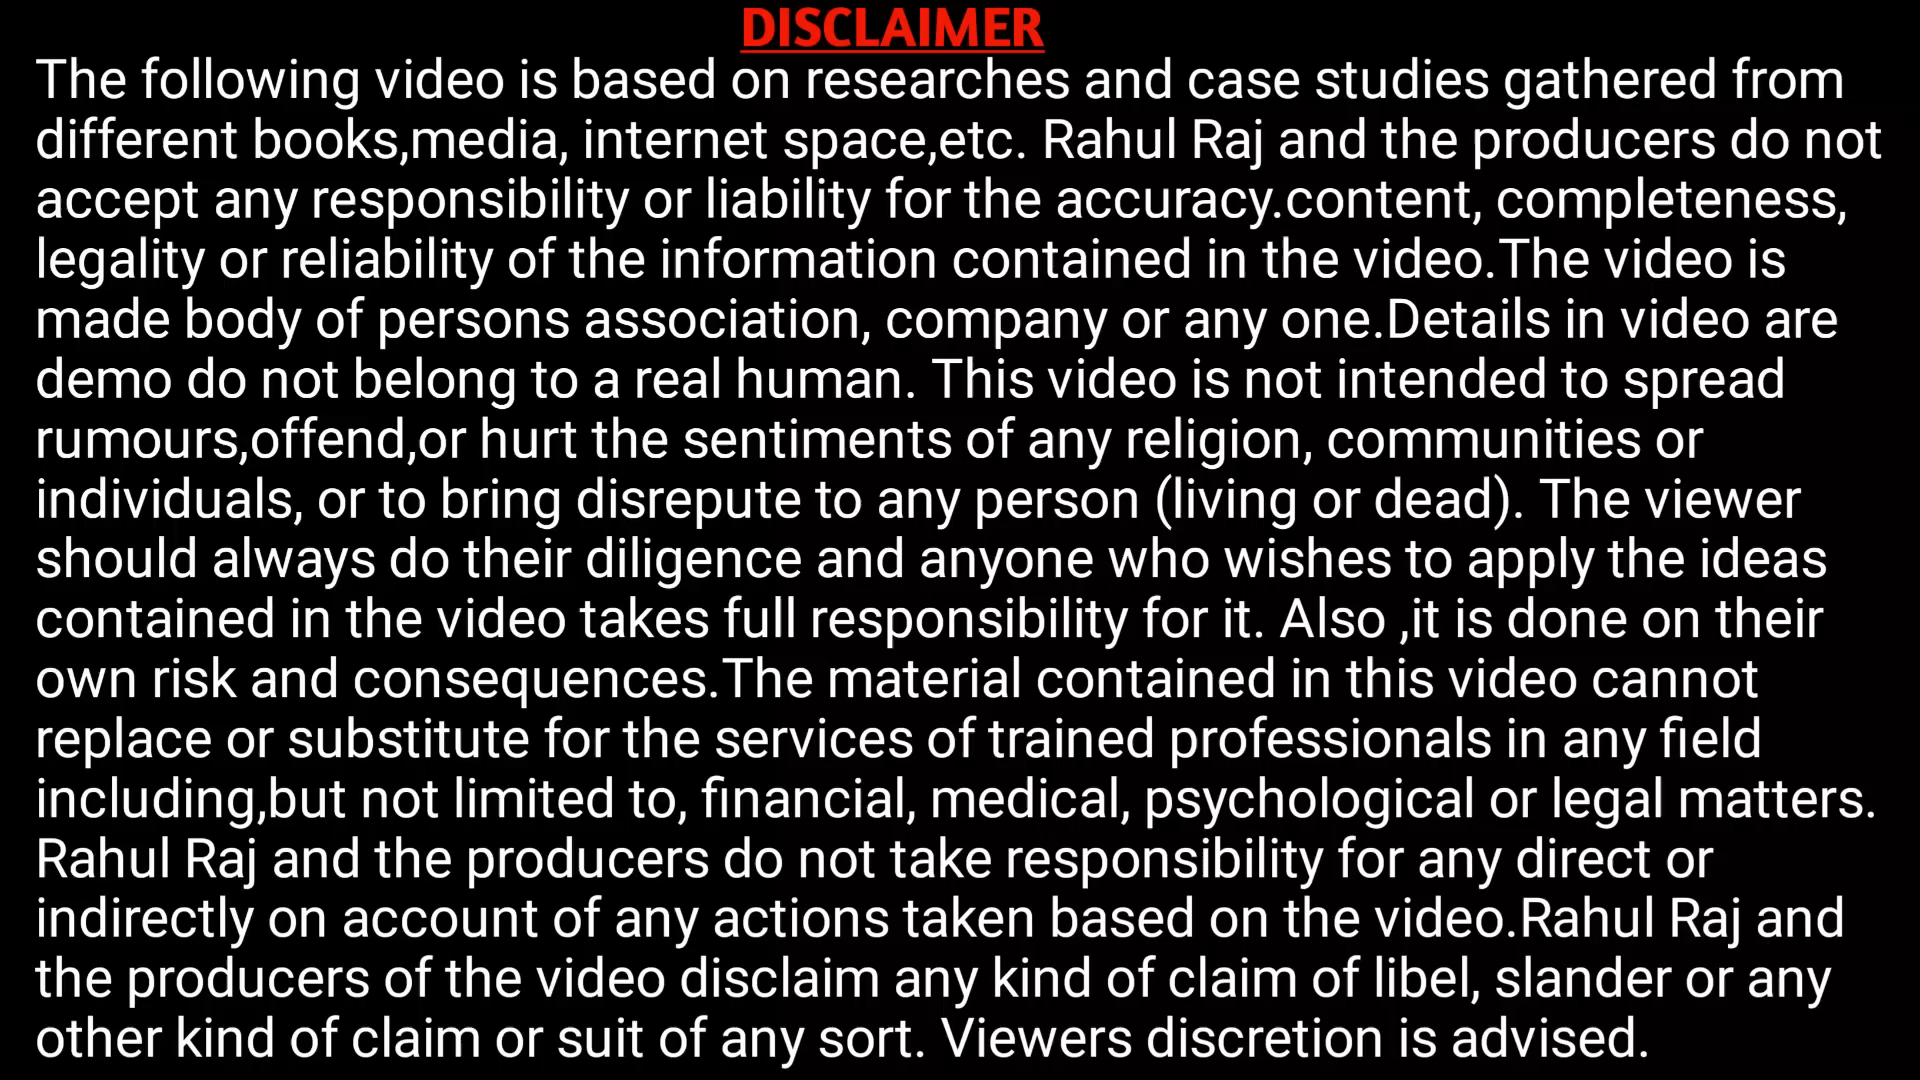 DISCLAIMER
The following video is based on researches and case studies gathered from
different books,media, internet space,etc. Rahul Raj and the producers do not
accept any responsibility or liability for the accuracy.content, completeness,
legality or reliability of the information contained in the video.The video is
made body of persons association, company or any one.Details in video are
demo do not belong to a real human. This video is not intended to spread
rumours,offend,or hurt the sentiments of any religion, communities or
individuals, or to bring disrepute to any person (living or dead). The viewer
should always do their diligence and anyone who wishes to apply the ideas
contained in the video takes full responsibility for it. Also ,it is done on their
own risk and consequences.The material contained in this video cannot
replace or substitute for the services of trained professionals in any field
including,but not limited to, financial, medical, psychological or legal matters.
Rahul Raj and the producers do not take responsibility for any direct or
indirectly on account of any actions taken based on the video.Rahul Raj and
the producers of the video disclaim any kind of claim of libel, slander or any
other kind of claim or suit of any sort. Viewers discretion is advised.